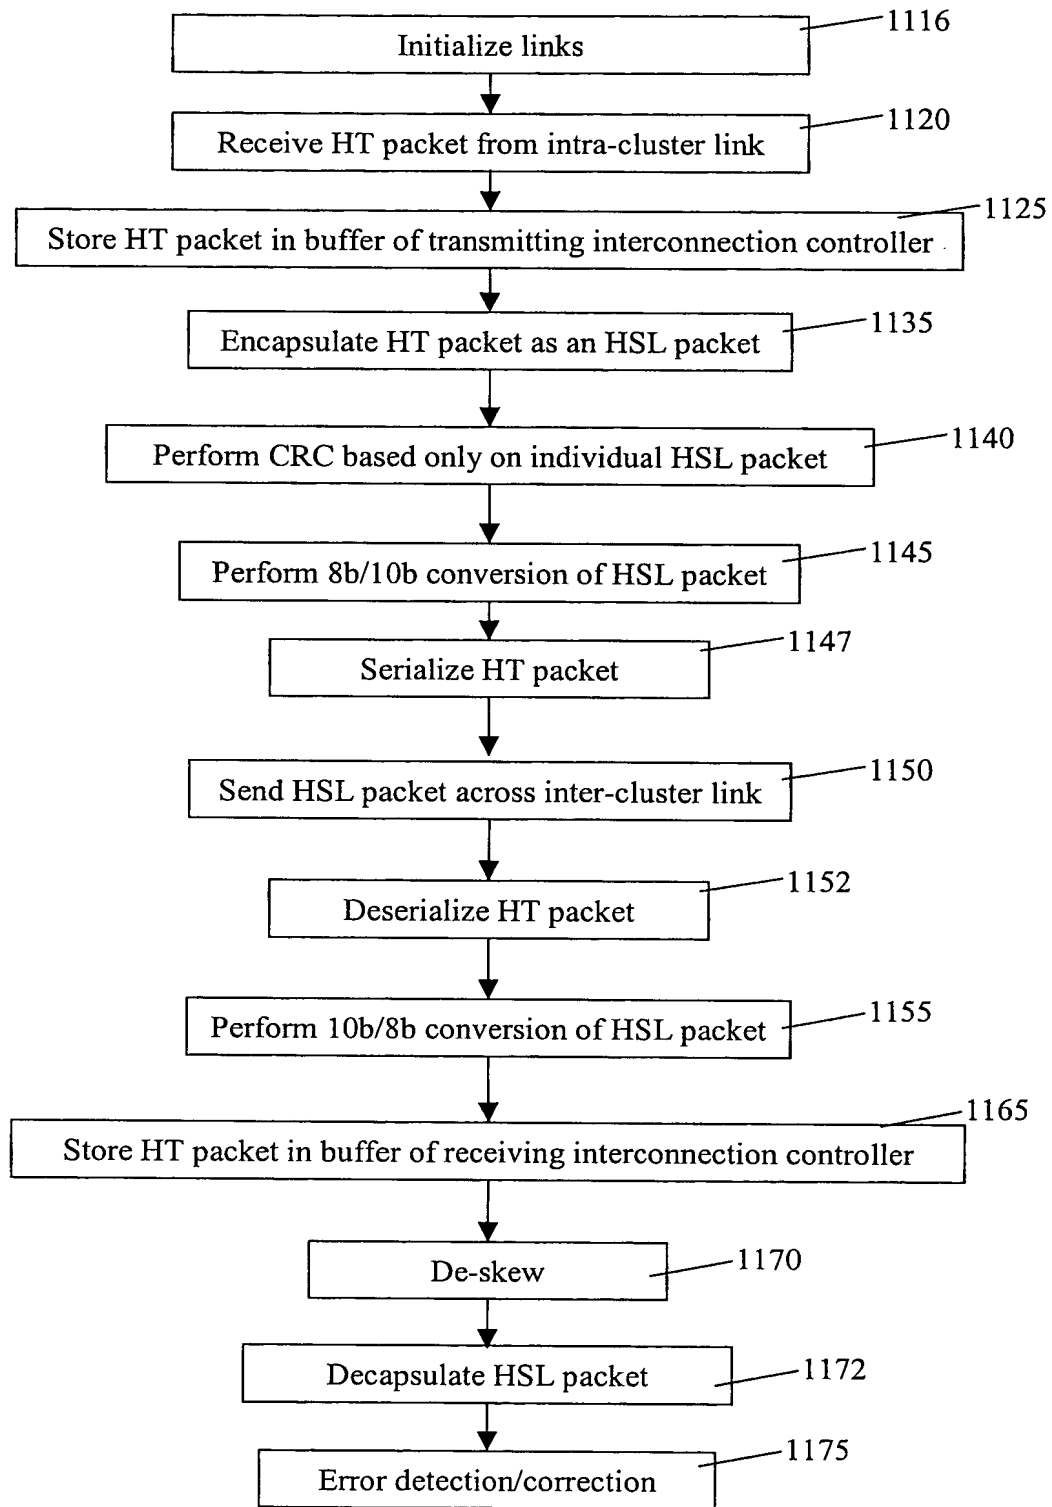 1116
Initialize links
1120
Receive HT packet from intra-cluster link
1125
Store HT packet in buffer of transmitting interconnection controller
1135
Encapsulate HT packet as an HSL packet
1140
Perform CRC based only on individual HSL packet
1145
Perform 8b/10b conversion of HSL packet
1147
Serialize HT packet
1150
Send HSL packet across inter-cluster link
1152
Deserialize HT packet
1155
Perform 10b/8b conversion of HSL packet
1165
Store HT packet in buffer of receiving interconnection controller
1170
De-skew
1172
Decapsulate HSL packet
1175
Error detection/correction